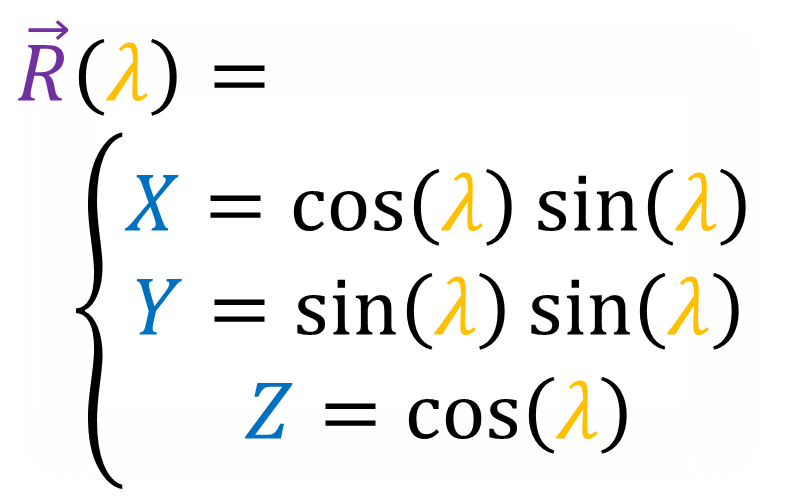 R⃗(λ) =
X = cos(λ) sin(λ)
Y = sin(λ) sin(λ)
Z = cos(λ)